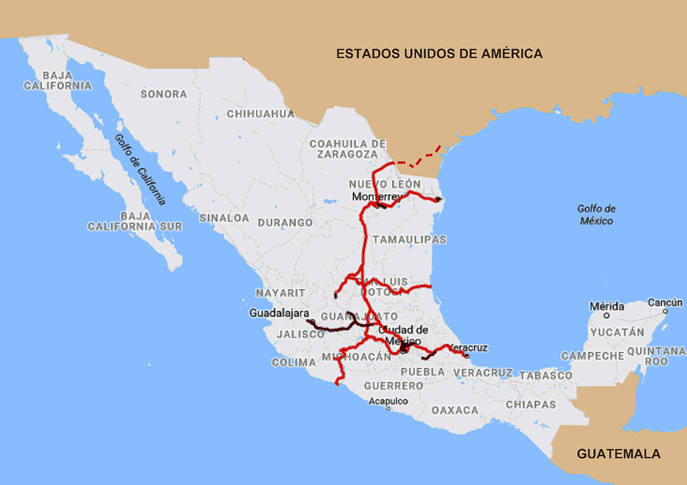 ESTADOS UNIDOS DE AMÉRICA
BAJA
CALIFORNIA
SONORA
CHIHUAHUA
COAHUILA DE
ZARAGOZA
Golfo de California
NUEVO LEÓN
Monterrey
BAJA
CALIFORNIA SUR
SINALOA
DURANGO
TAMAULIPAS
Golfo de
México
SAN LUIS
POTOSÍ
NAYARIT
Guadalajara
GUANAJUATO
JALISCO
Ciudad de
México
COLIMA
MICHOACÁN
Veracruz
PUEBLA
VERACRUZ
TABASCO
GUERRERO
Acapulco
OAXACA
CHIAPAS
Mérida
Cancún
YUCATÁN
CAMPECHE
QUINTANA
ROO
GUATEMALA